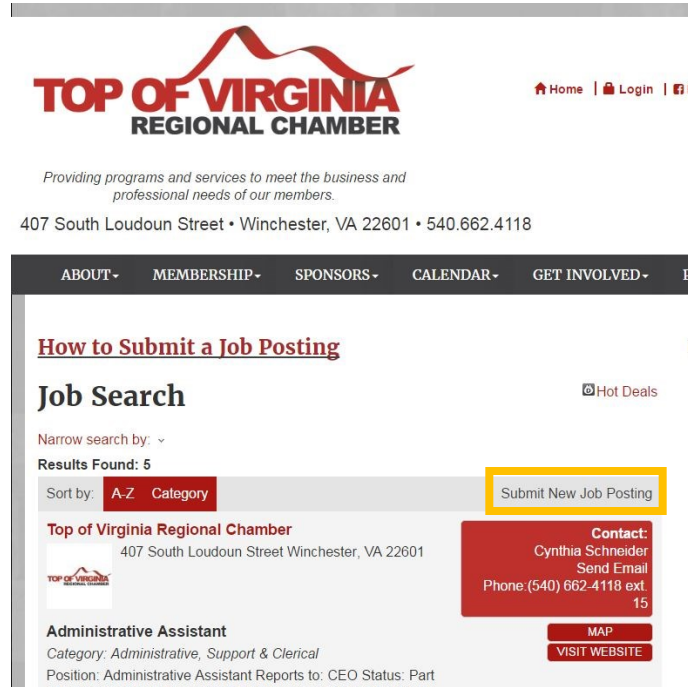 TOP OF VIRGINIA
REGIONAL CHAMBER
Home | Login |
Providing programs and services to meet the business and
professional needs of our members.
407 South Loudoun Street • Winchester, VA 22601 • 540.662.4118
ABOUT MEMBERSHIP SPONSORS CALENDAR GET INVOLVED
How to Submit a Job Posting
Job Search
Hot Deals
Narrow search by:
Results Found: 5
Sort by: A-Z Category
Submit New Job Posting
Top of Virginia Regional Chamber
407 South Loudoun Street Winchester, VA 22601
TOP OF VIRGINIA
REGIONAL CHAMBER
Contact:
Cynthia Schneider
Send Email
Phone:(540) 662-4118 ext.
15
Administrative Assistant
MAP
Category: Administrative, Support & Clerical
VISIT WEBSITE
Position: Administrative Assistant Reports to: CEO Status: Part